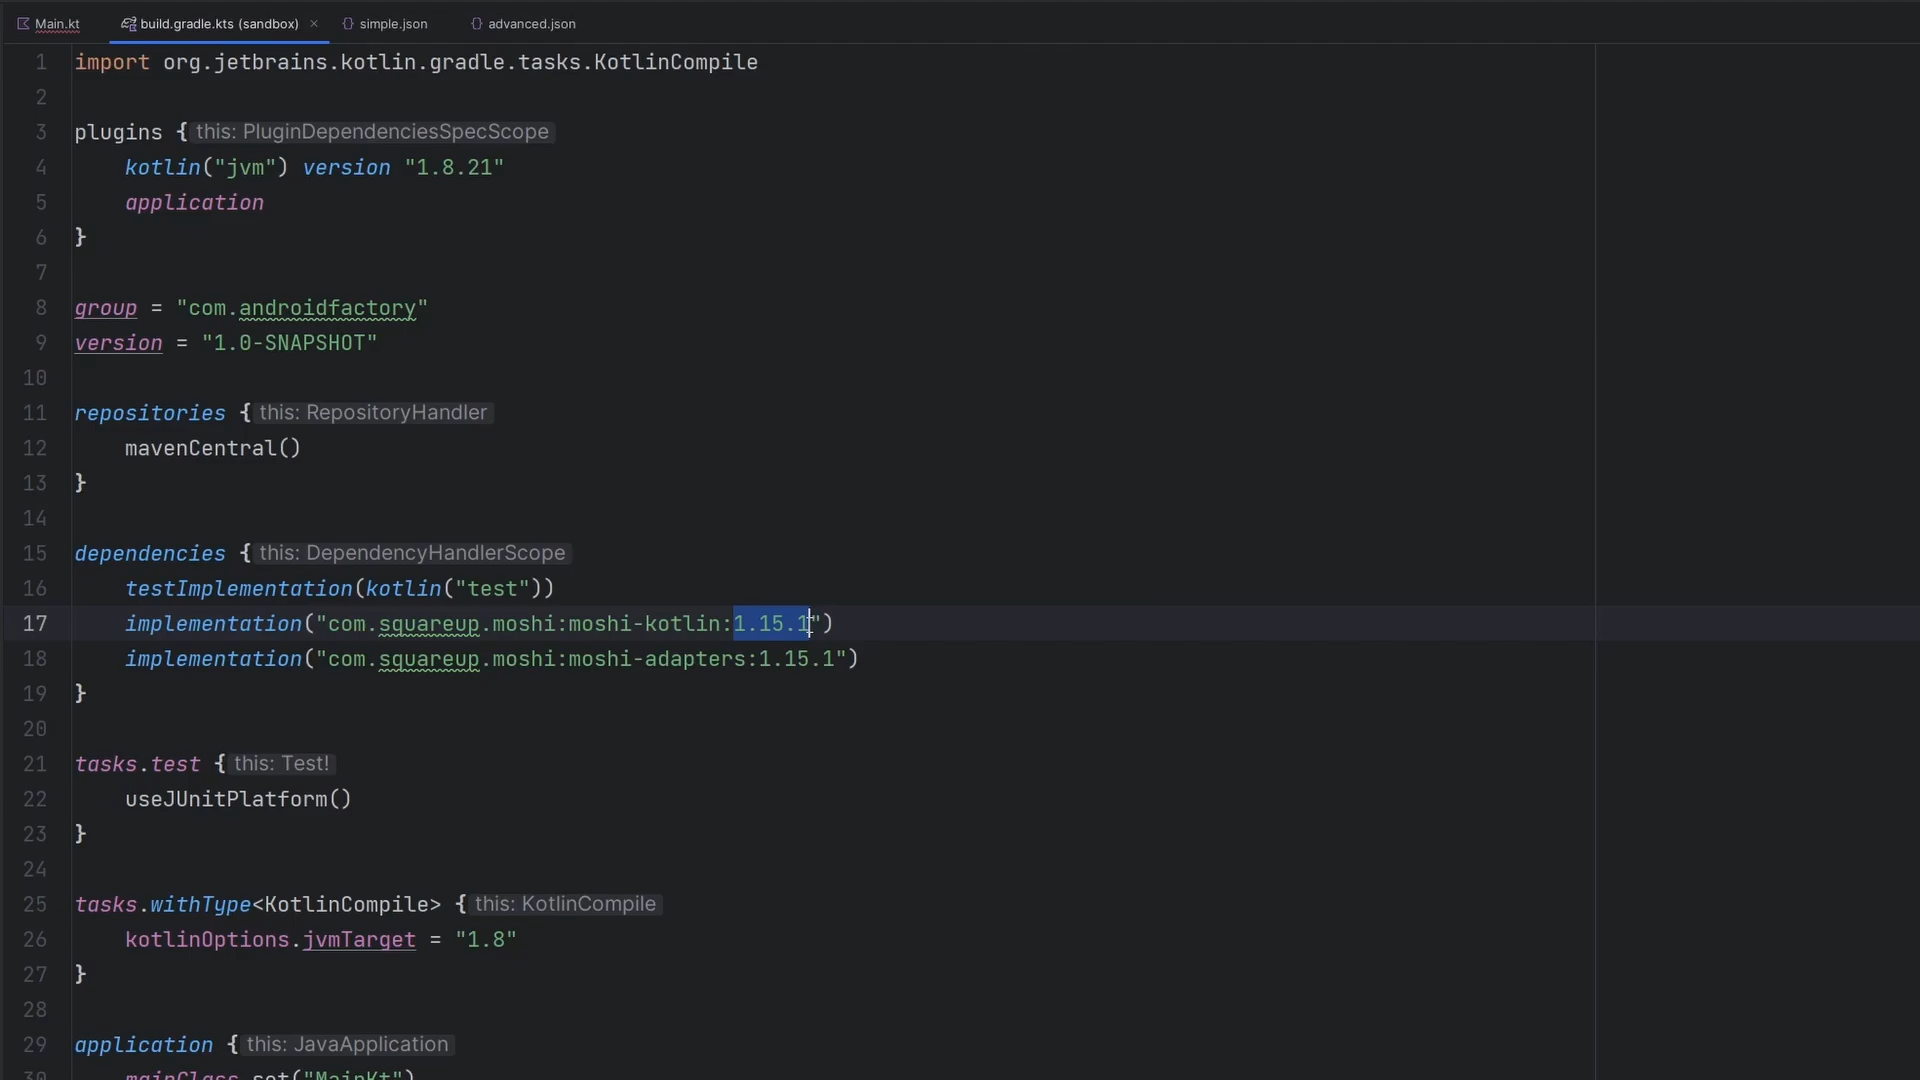 Main.kt build.gradle.kts (sandbox) × {} simple.json {} advanced.json
1 import org.jetbrains.kotlin.gradle.tasks.KotlinCompile
2
3 plugins { this: PluginDependenciesSpecScope
4 kotlin("jvm") version "1.8.21"
5 application
6 }
7
8 group = "com.androidfactory"
9 version = "1.0-SNAPSHOT"
10
11 repositories { this: RepositoryHandler
12 mavenCentral()
13 }
14
15 dependencies { this: DependencyHandlerScope
16 testImplementation(kotlin("test"))
17 implementation("com.squareup.moshi:moshi-kotlin:1.15.1")
18 implementation("com.squareup.moshi:moshi-adapters:1.15.1")
19 }
20
21 tasks.test { this: Test!
22 useJUnitPlatform()
23 }
24
25 tasks.withType<KotlinCompile> { this: KotlinCompile
26 kotlinOptions.jvmTarget = "1.8"
27 }
28
29 application { this: JavaApplication
30 mainClass.set("MainKt")